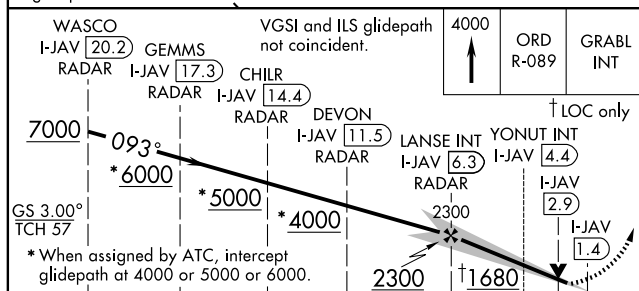 WASCO
I-JAV 20.2
RADAR
GEMMS
I-JAV 17.3
RADAR
CHILR
I-JAV 14.4
RADAR
DEVON
I-JAV 11.5
RADAR
LANSE INT
I-JAV 6.3
RADAR
YONUT INT
I-JAV 4.4
I-JAV
2.9
I-JAV
1.4
VGSI and ILS glidepath
not coincident.
4000
ORD
R-089
GRABL
INT
† LOC only
7000
093°
*6000
*5000
*4000
2300
2300
†1680
GS 3.00°
TCH 57
* When assigned by ATC, intercept
glidepath at 4000 or 5000 or 6000.